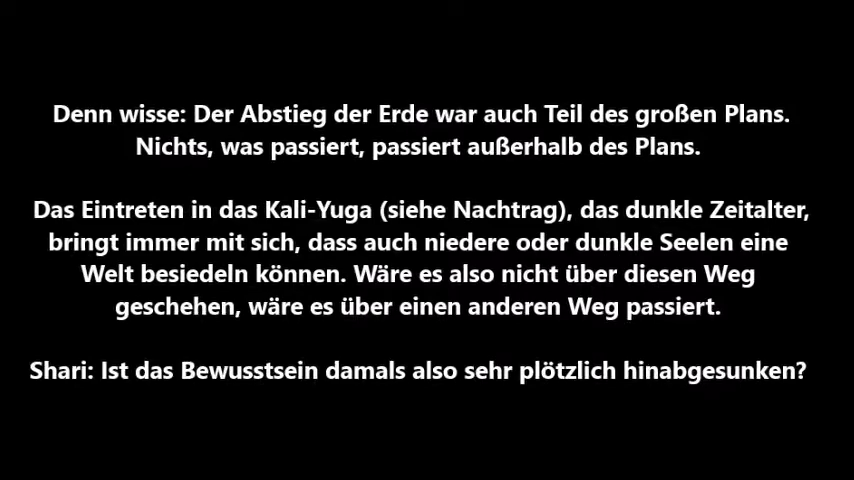 Denn wisse: Der Abstieg der Erde war auch Teil des großen Plans.
Nichts, was passiert, passiert außerhalb des Plans.
Das Eintreten in das Kali-Yuga (siehe Nachtrag), das dunkle Zeitalter,
bringt immer mit sich, dass auch niedere oder dunkle Seelen eine
Welt besiedeln können. Wäre es also nicht über diesen Weg
geschehen, wäre es über einen anderen Weg passiert.
Shari: Ist das Bewusstsein damals also sehr plötzlich hinabgesunken?